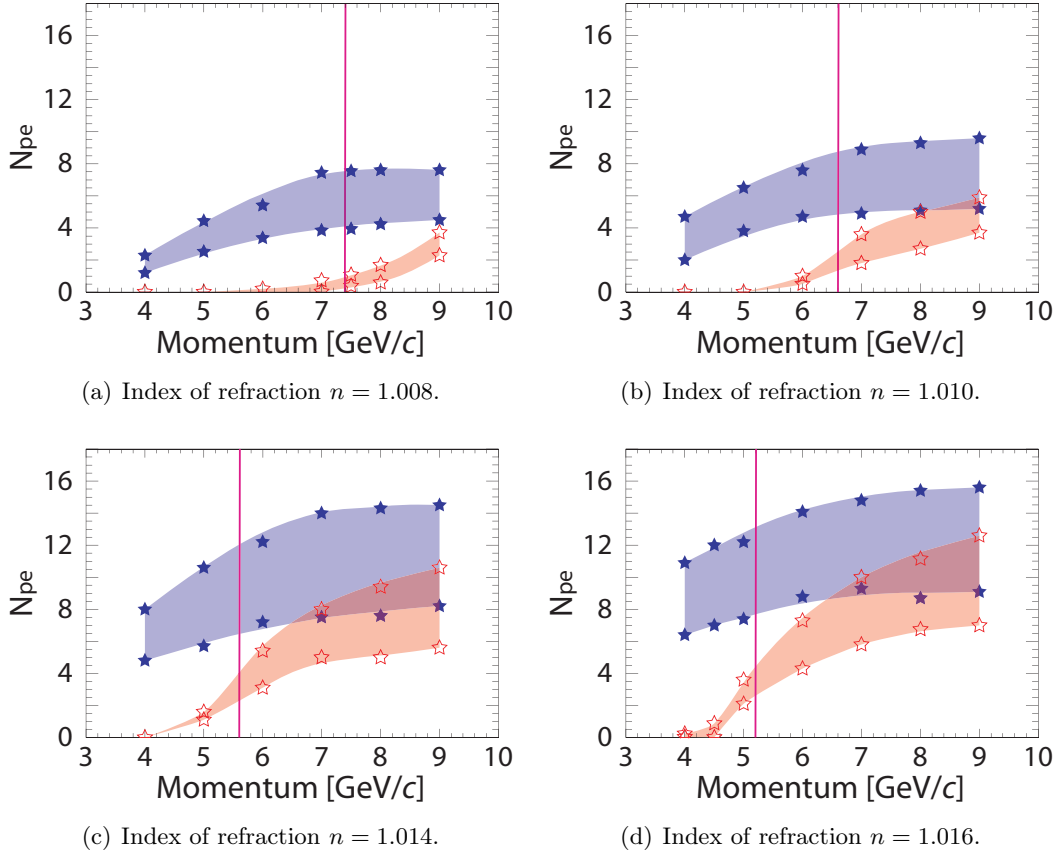 16
12
8
4
0
Npe
3 4 5 6 7 8 9 10
Momentum [GeV/c]
(a) Index of refraction n = 1.008.
16
12
8
4
0
Npe
3 4 5 6 7 8 9 10
Momentum [GeV/c]
(b) Index of refraction n = 1.010.
16
12
8
4
0
Npe
3 4 5 6 7 8 9 10
Momentum [GeV/c]
(c) Index of refraction n = 1.014.
16
12
8
4
0
Npe
3 4 5 6 7 8 9 10
Momentum [GeV/c]
(d) Index of refraction n = 1.016.